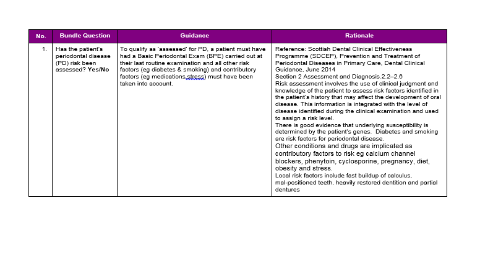 No. Bundle Question Guidance Rationale
1. Has the patient's
periodontal disease
(PD) risk been
assessed? Yes/No
To qualify as 'assessed' for PD, a patient must have
had a Basic Periodontal Exam (BPE) carried out at
their last routine examination and all other risk
factors (eg diabetes & smoking) and contributory
factors (eg medications,stress) must have been
taken into account.
Reference: Scottish Dental Clinical Effectiveness
Programme (SDCEP), Prevention and Treatment of
Periodontal Diseases in Primary Care, Dental Clinical
Guidance, June 2014
Section 2 Assessment and Diagnosis 2.2–2.6
Risk assessment involves the use of clinical judgment and
knowledge of the patient to assess risk factors identified in
the patient's history that may affect the development of oral
disease. This information is integrated with the level of
disease identified during the clinical examination and used
to assign a risk level.
There is good evidence that underlying susceptibility is
determined by the patient's genes. Diabetes and smoking
are risk factors for periodontal disease.
Other conditions and drugs are implicated as
contributory factors to risk eg calcium channel
blockers, phenytoin, cyclosporine, pregnancy, diet,
obesity and stress.
Local risk factors include fast buildup of calculus,
mal-positioned teeth, heavily restored dentition and partial
dentures